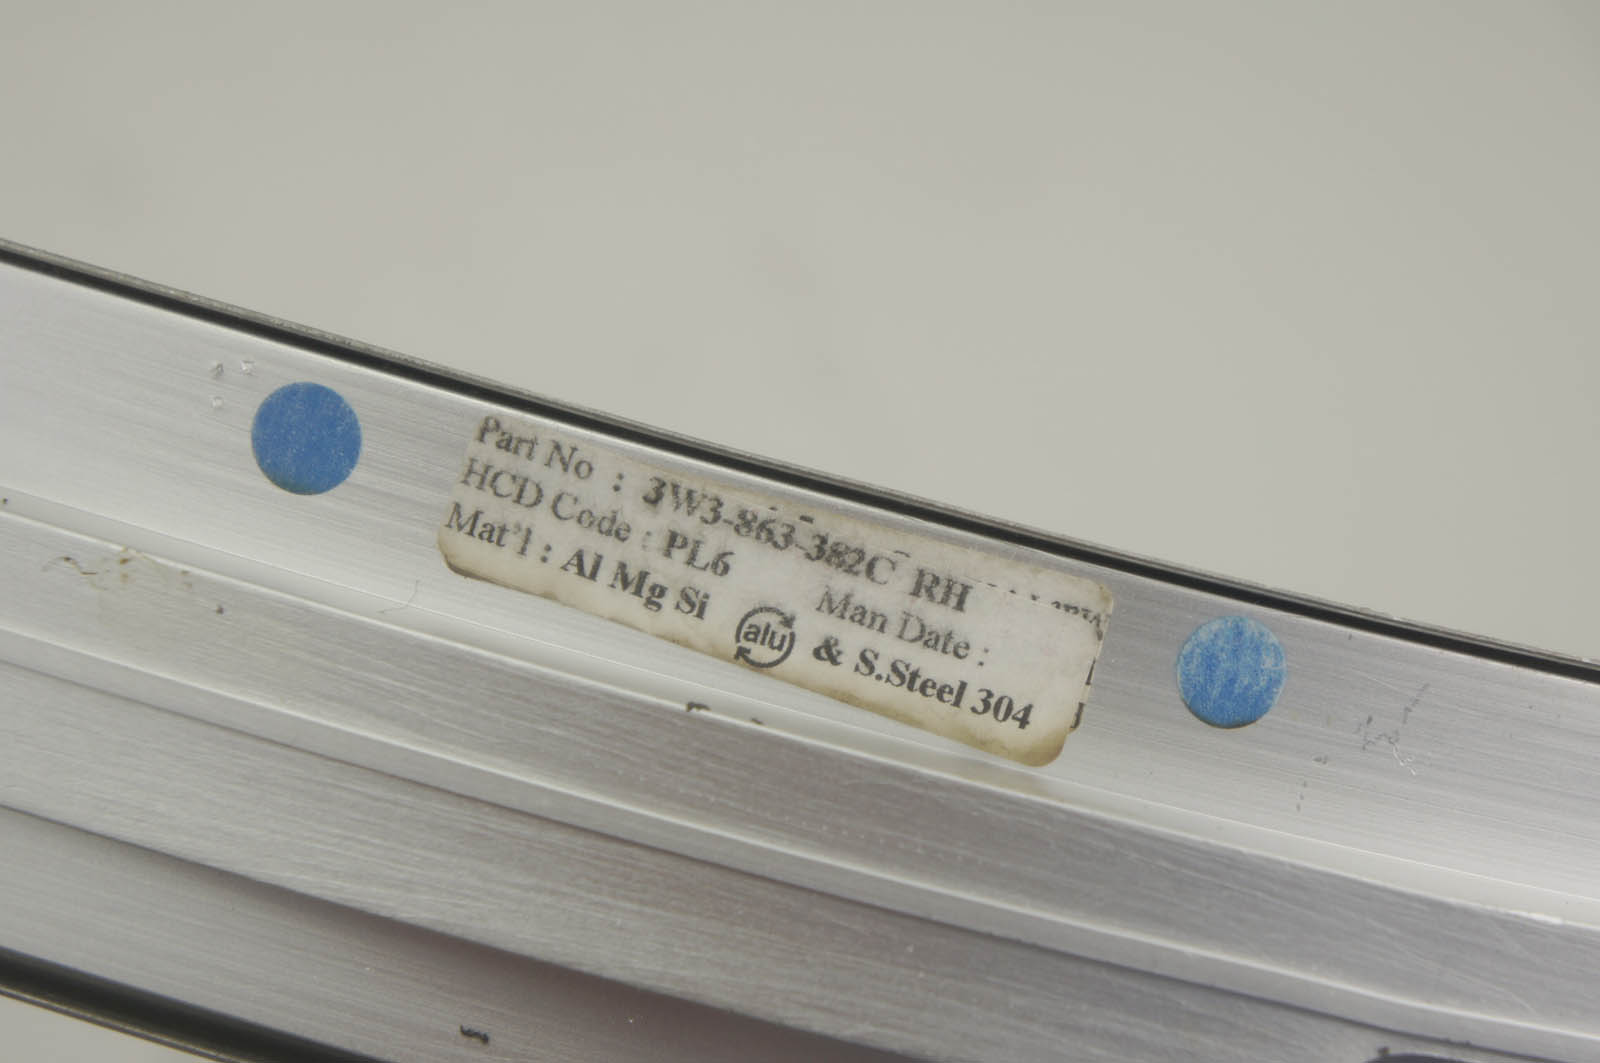 Part No : 3W3-863-382C RH
HCD Code : PL6 Man Date :
Mat'l : Al Mg Si alu & S.Steel 304